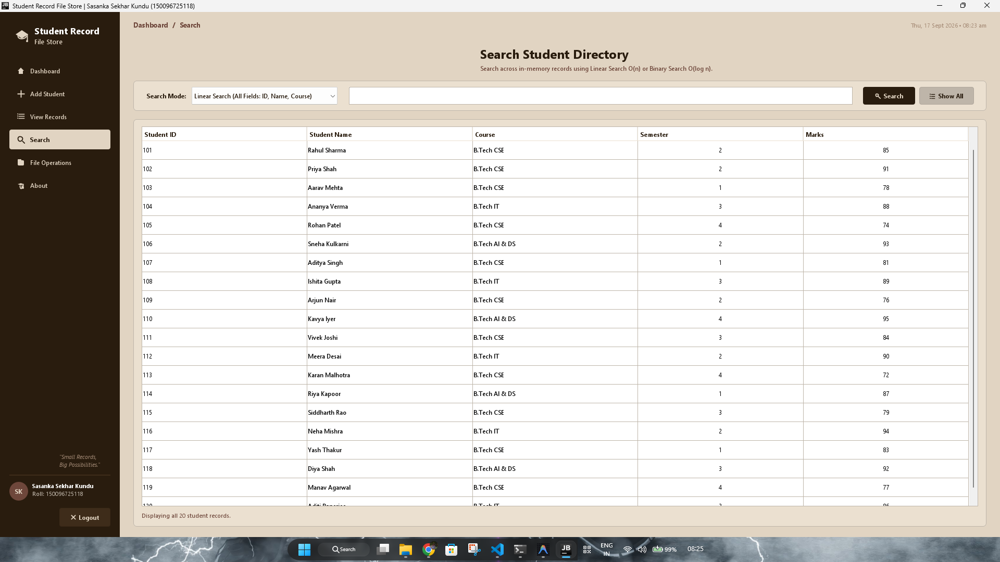 Student Record File Store | Sasanka Sekhar Kundu (150096725118)
Student Record
File Store
Dashboard
Add Student
View Records
Search
File Operations
About
"Small Records,
Big Possibilities."
SK
Sasanka Sekhar Kundu
Roll: 150096725118
Logout
Dashboard / Search
Thu, 17 Sept 2026 • 08:23 am
Search Student Directory
Search across in-memory records using Linear Search O(n) or Binary Search O(log n).
Search Mode: Linear Search (All Fields: ID, Name, Course) Search Show All
Student ID Student Name Course Semester Marks
101 Rahul Sharma B.Tech CSE 2 85
102 Priya Shah B.Tech CSE 2 91
103 Aarav Mehta B.Tech CSE 1 78
104 Ananya Verma B.Tech IT 3 88
105 Rohan Patel B.Tech CSE 4 74
106 Sneha Kulkarni B.Tech AI & DS 2 93
107 Aditya Singh B.Tech CSE 1 81
108 Ishita Gupta B.Tech IT 3 89
109 Arjun Nair B.Tech CSE 2 76
110 Kavya Iyer B.Tech AI & DS 4 95
111 Vivek Joshi B.Tech CSE 3 84
112 Meera Desai B.Tech IT 2 90
113 Karan Malhotra B.Tech CSE 4 72
114 Riya Kapoor B.Tech AI & DS 1 87
115 Siddharth Rao B.Tech CSE 3 79
116 Neha Mishra B.Tech IT 2 94
117 Yash Thakur B.Tech CSE 1 83
118 Diya Shah B.Tech AI & DS 3 92
119 Manav Agarwal B.Tech CSE 4 77
Displaying all 20 student records.
Search
JB
ENG
IN
99%
08:25